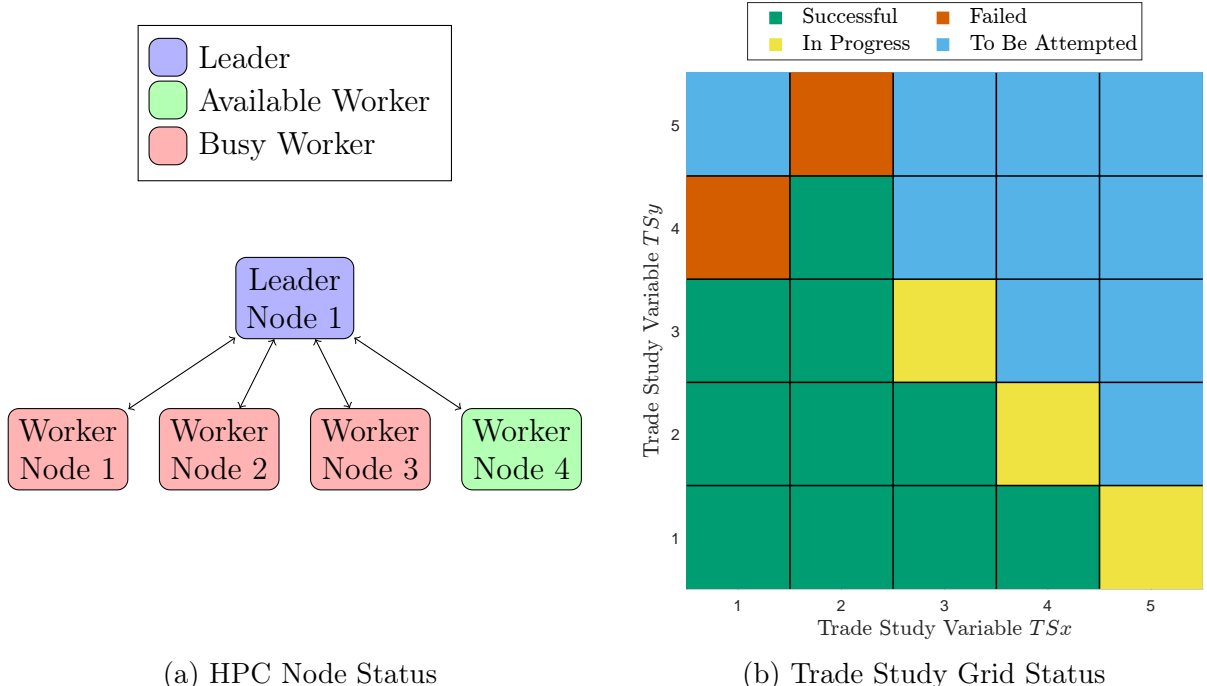 Leader
Available Worker
Busy Worker
Leader
Node 1
Worker
Node 1
Worker
Node 2
Worker
Node 3
Worker
Node 4
(a) HPC Node Status
Successful
Failed
In Progress
To Be Attempted
Trade Study Variable TSy
5
4
3
2
1
1 2 3 4 5
Trade Study Variable TSx
(b) Trade Study Grid Status